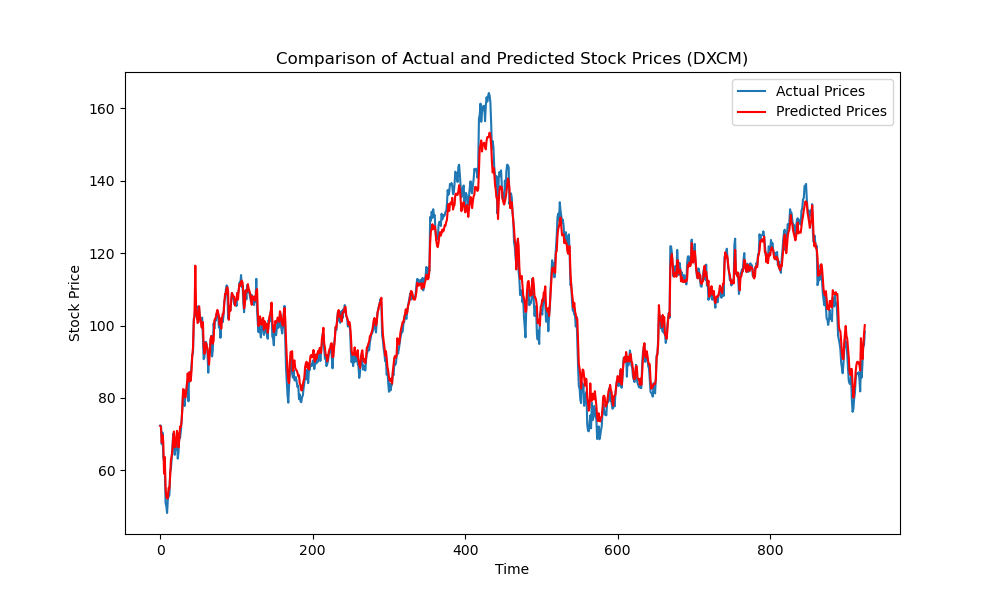 Comparison of Actual and Predicted Stock Prices (DXCM)
Actual Prices
Predicted Prices
Stock Price
160
140
120
100
80
60
0 200 400 600 800
Time